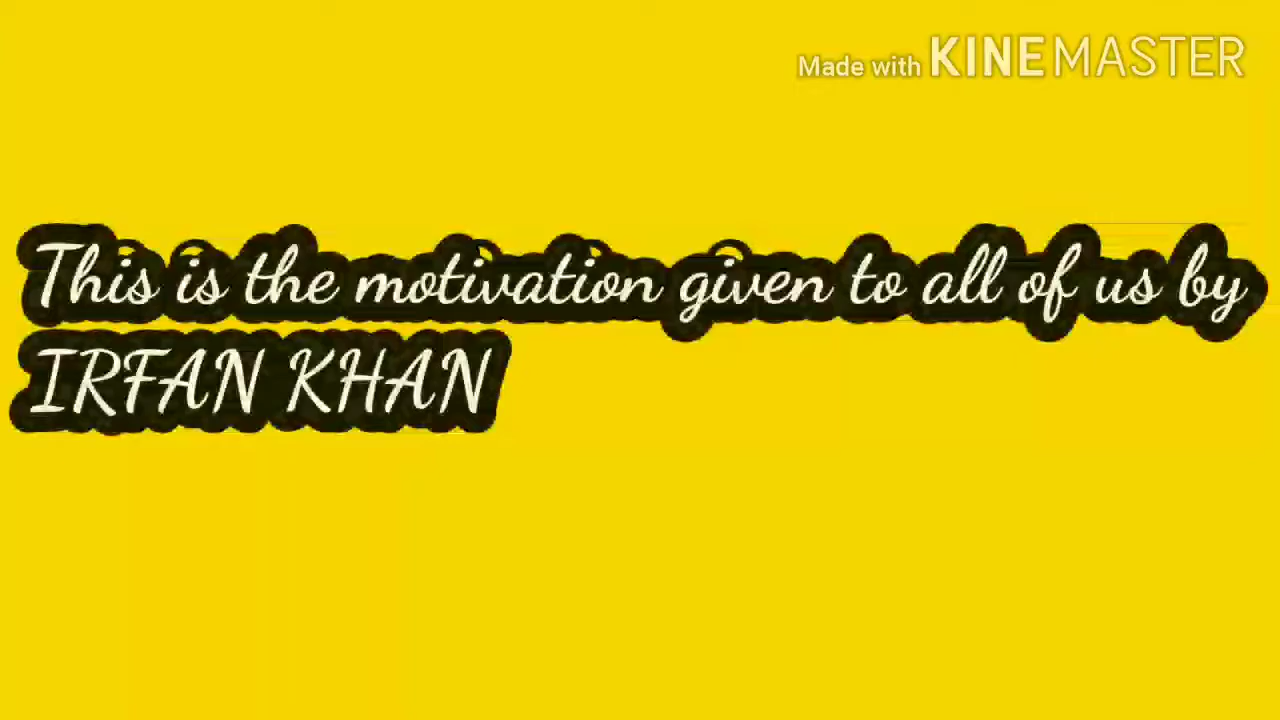 Made with KINEMASTER
This is the motivation given to all of us by
IRFAN KHAN